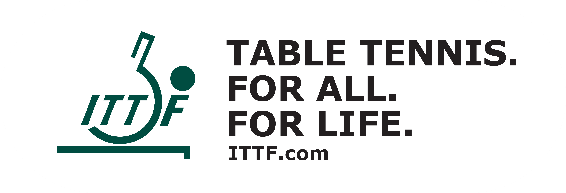 ITTF
TABLE TENNIS.
FOR ALL.
FOR LIFE.
ITTF.com